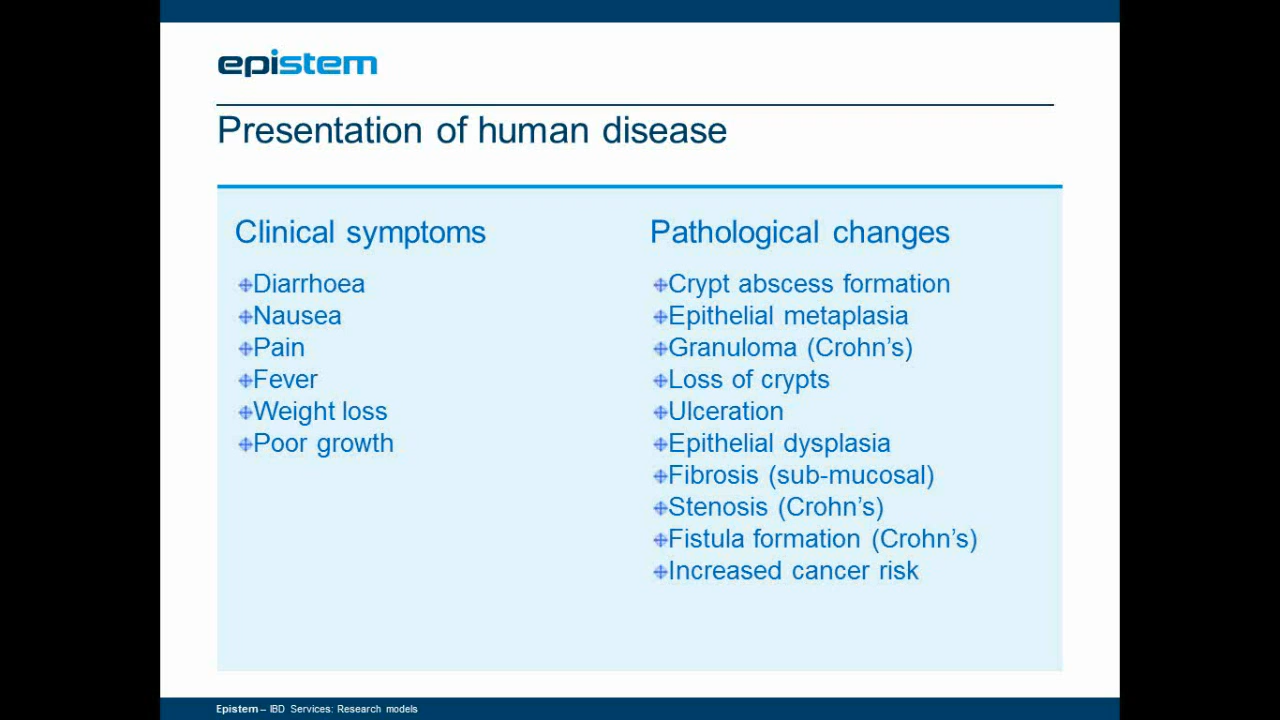 epistem
Presentation of human disease
Clinical symptoms
Diarrhoea
Nausea
Pain
Fever
Weight loss
Poor growth
Pathological changes
Crypt abscess formation
Epithelial metaplasia
Granuloma (Crohn’s)
Loss of crypts
Ulceration
Epithelial dysplasia
Fibrosis (sub-mucosal)
Stenosis (Crohn’s)
Fistula formation (Crohn’s)
Increased cancer risk
Epistem – IBD Services: Research models